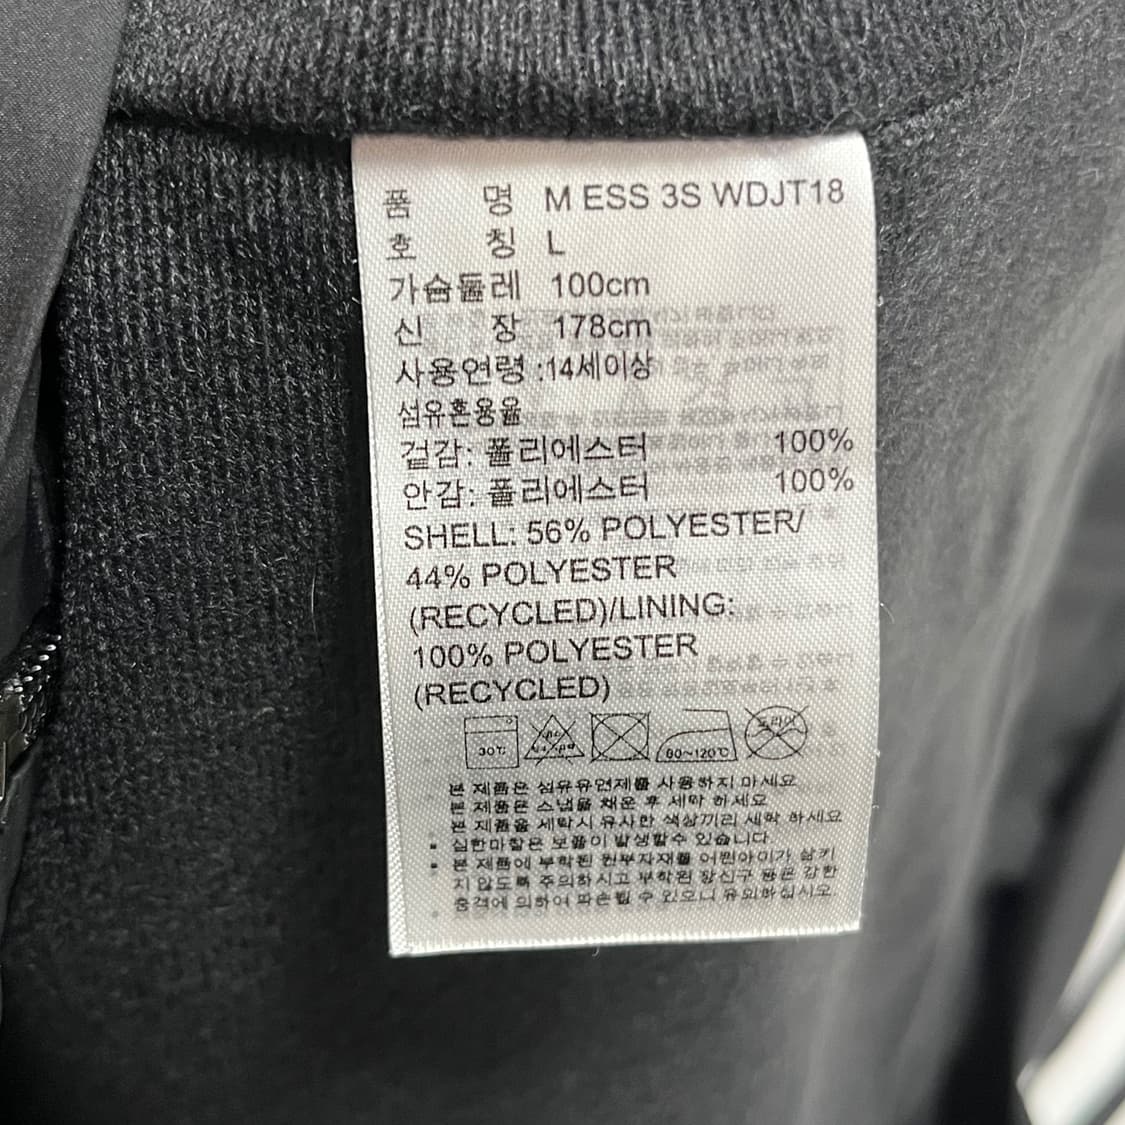 품 명 M ESS 3S WDJT18
호 칭 L
가슴둘레 100cm
신 장 178cm
사용연령 :14세이상
섬유혼용율
겉감: 폴리에스터 100%
안감: 폴리에스터 100%
SHELL: 56% POLYESTER/
44% POLYESTER
(RECYCLED)/LINING:
100% POLYESTER
(RECYCLED)
30℃ 80~120℃ 드라이
본 제품은 섬유유연제를 사용하지 마세요
본 제품은 스냅을 채운 후 세탁 하세요
본 제품을 세탁시 유사한 색상끼리 세탁 하세요
• 심한마찰은 보풀이 발생할수 있습니다
• 본 제품에 부착된 원부자재를 어린아이가 삼키
지 않도록 주의하시고 부착된 장신구 등은 강한
충격에 의하여 파손될 수 있으니 유의하십시오